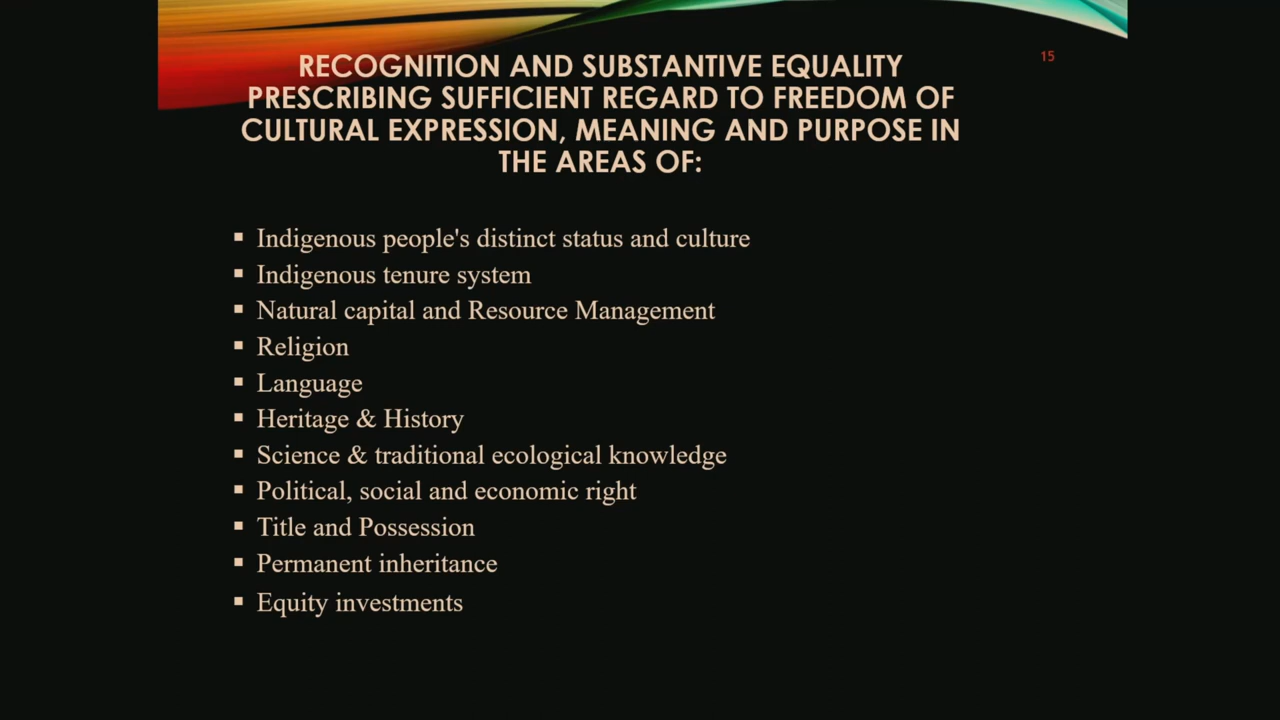 RECOGNITION AND SUBSTANTIVE EQUALITY
PRESCRIBING SUFFICIENT REGARD TO FREEDOM OF
CULTURAL EXPRESSION, MEANING AND PURPOSE IN
THE AREAS OF:
15
▪ Indigenous people's distinct status and culture
▪ Indigenous tenure system
▪ Natural capital and Resource Management
▪ Religion
▪ Language
▪ Heritage & History
▪ Science & traditional ecological knowledge
▪ Political, social and economic right
▪ Title and Possession
▪ Permanent inheritance
▪ Equity investments